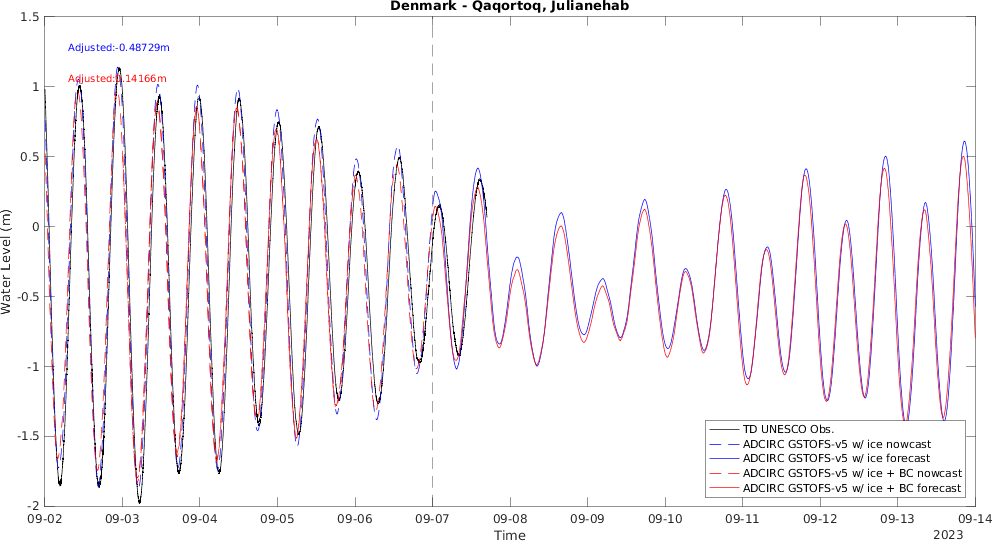 Denmark - Qaqortoq, Julianehab
Adjusted:-0.48729m
Adjusted:0.14166m
Water Level (m)
1.5
1
0.5
0
-0.5
-1
-1.5
-2
TD UNESCO Obs.
ADCIRC GSTOFS-v5 w/ ice nowcast
ADCIRC GSTOFS-v5 w/ ice forecast
ADCIRC GSTOFS-v5 w/ ice + BC nowcast
ADCIRC GSTOFS-v5 w/ ice + BC forecast
09-02 09-03 09-04 09-05 09-06 09-07 09-08 09-09 09-10 09-11 09-12 09-13 09-14
Time
2023